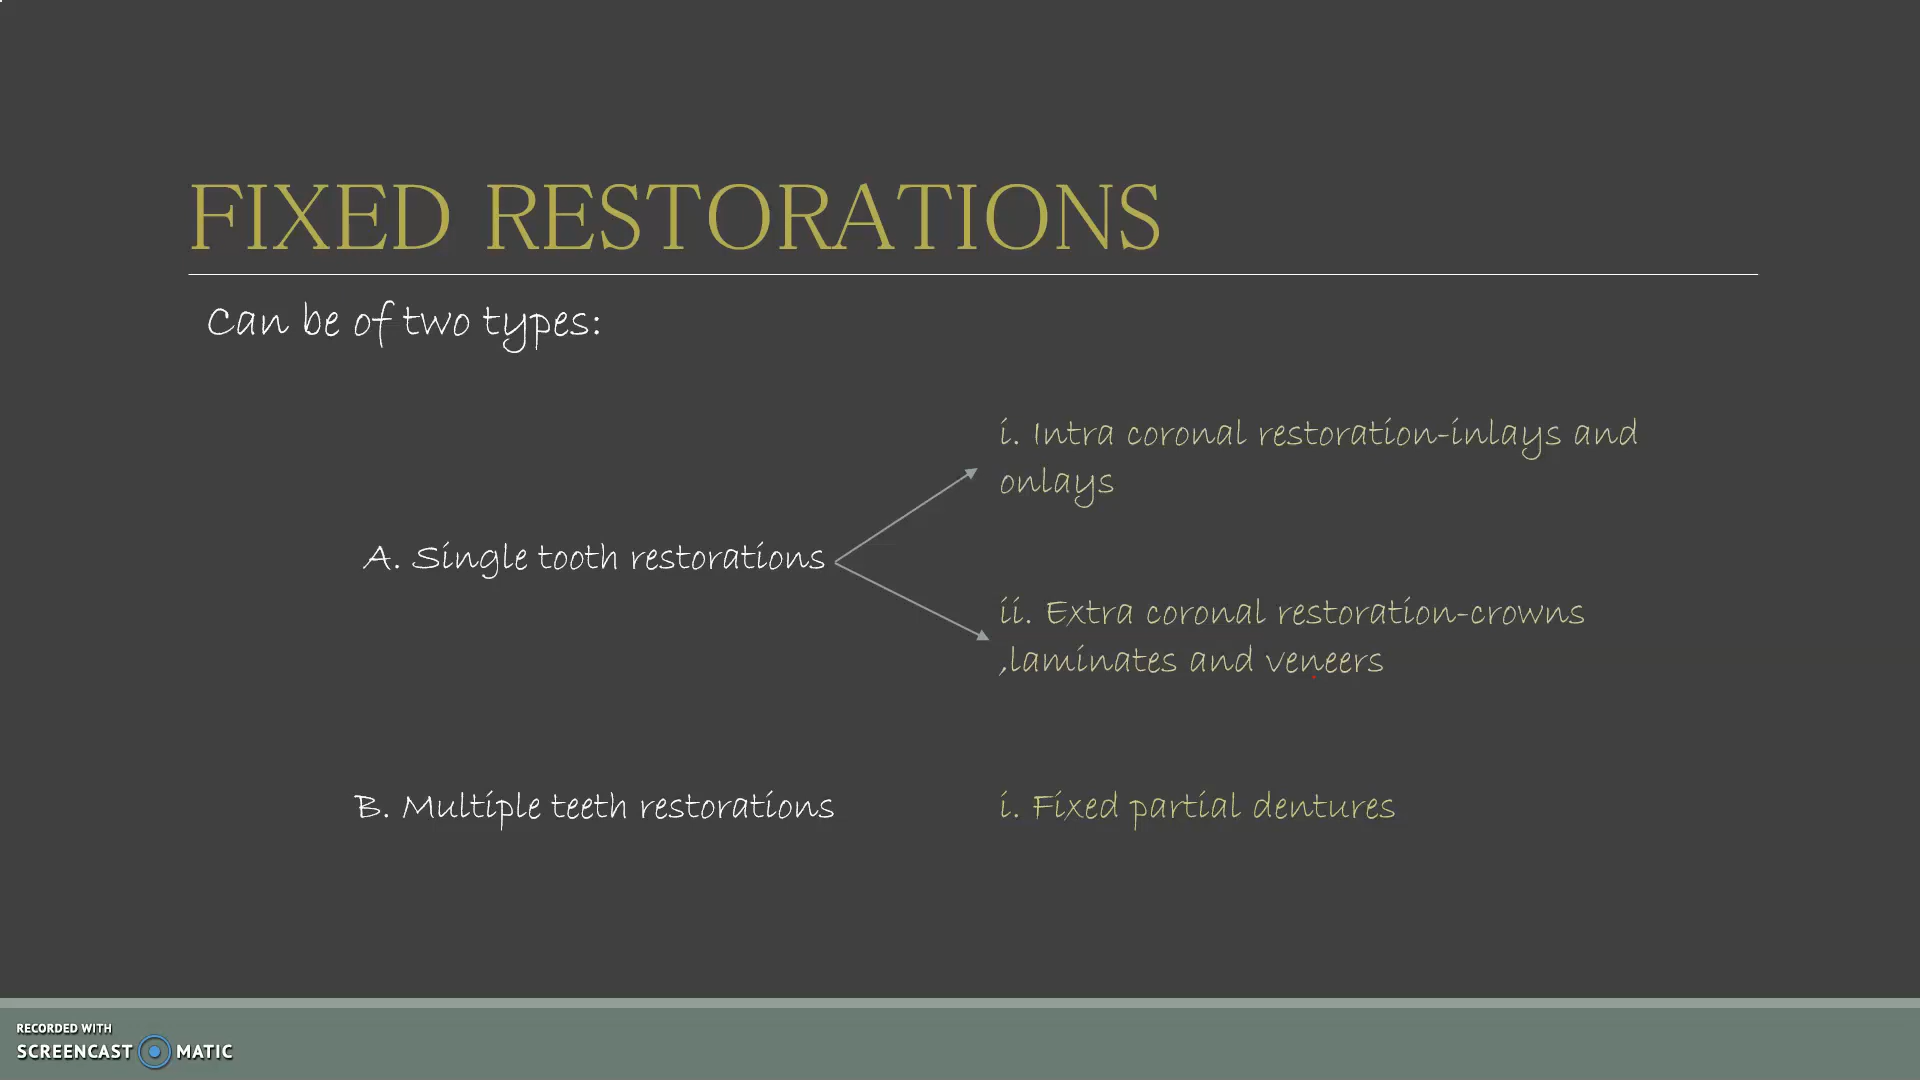 FIXED RESTORATIONS
Can be of two types:
i. Intra coronal restoration-inlays and
onlays
A. Single tooth restorations
ii. Extra coronal restoration-crowns
,laminates and veneers
B. Multiple teeth restorations
i. Fixed partial dentures
RECORDED WITH
SCREENCAST MATIC